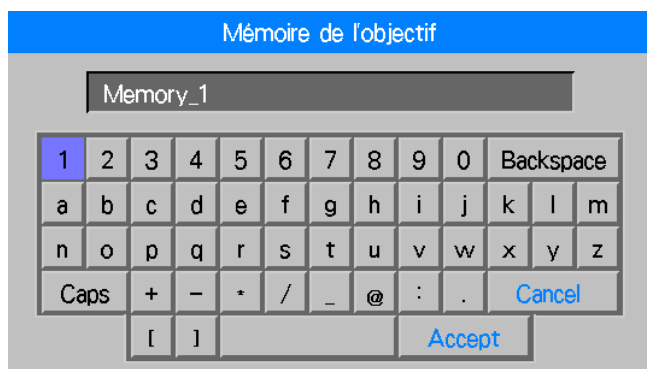 Mémoire de l'objectif
Memory_1
1 2 3 4 5 6 7 8 9 0 Backspace
a b c d e f g h i j k l m
n o p q r s t u v w x y z
Caps + – * / _ @ : . Cancel
[ ] Accept